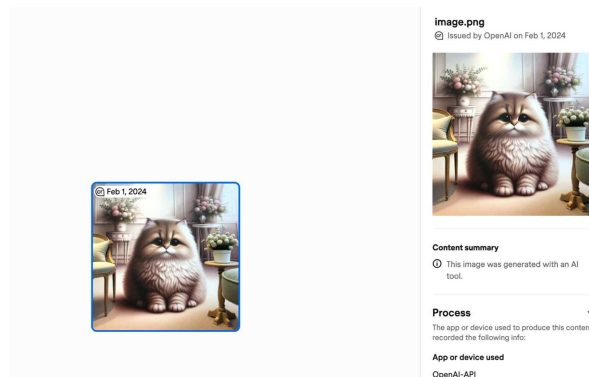 Feb 1, 2024
image.png
Issued by OpenAI on Feb 1, 2024
Content summary
This image was generated with an AI
tool.
Process
The app or device used to produce this conten
recorded the following info:
App or device used
OpenAI-API